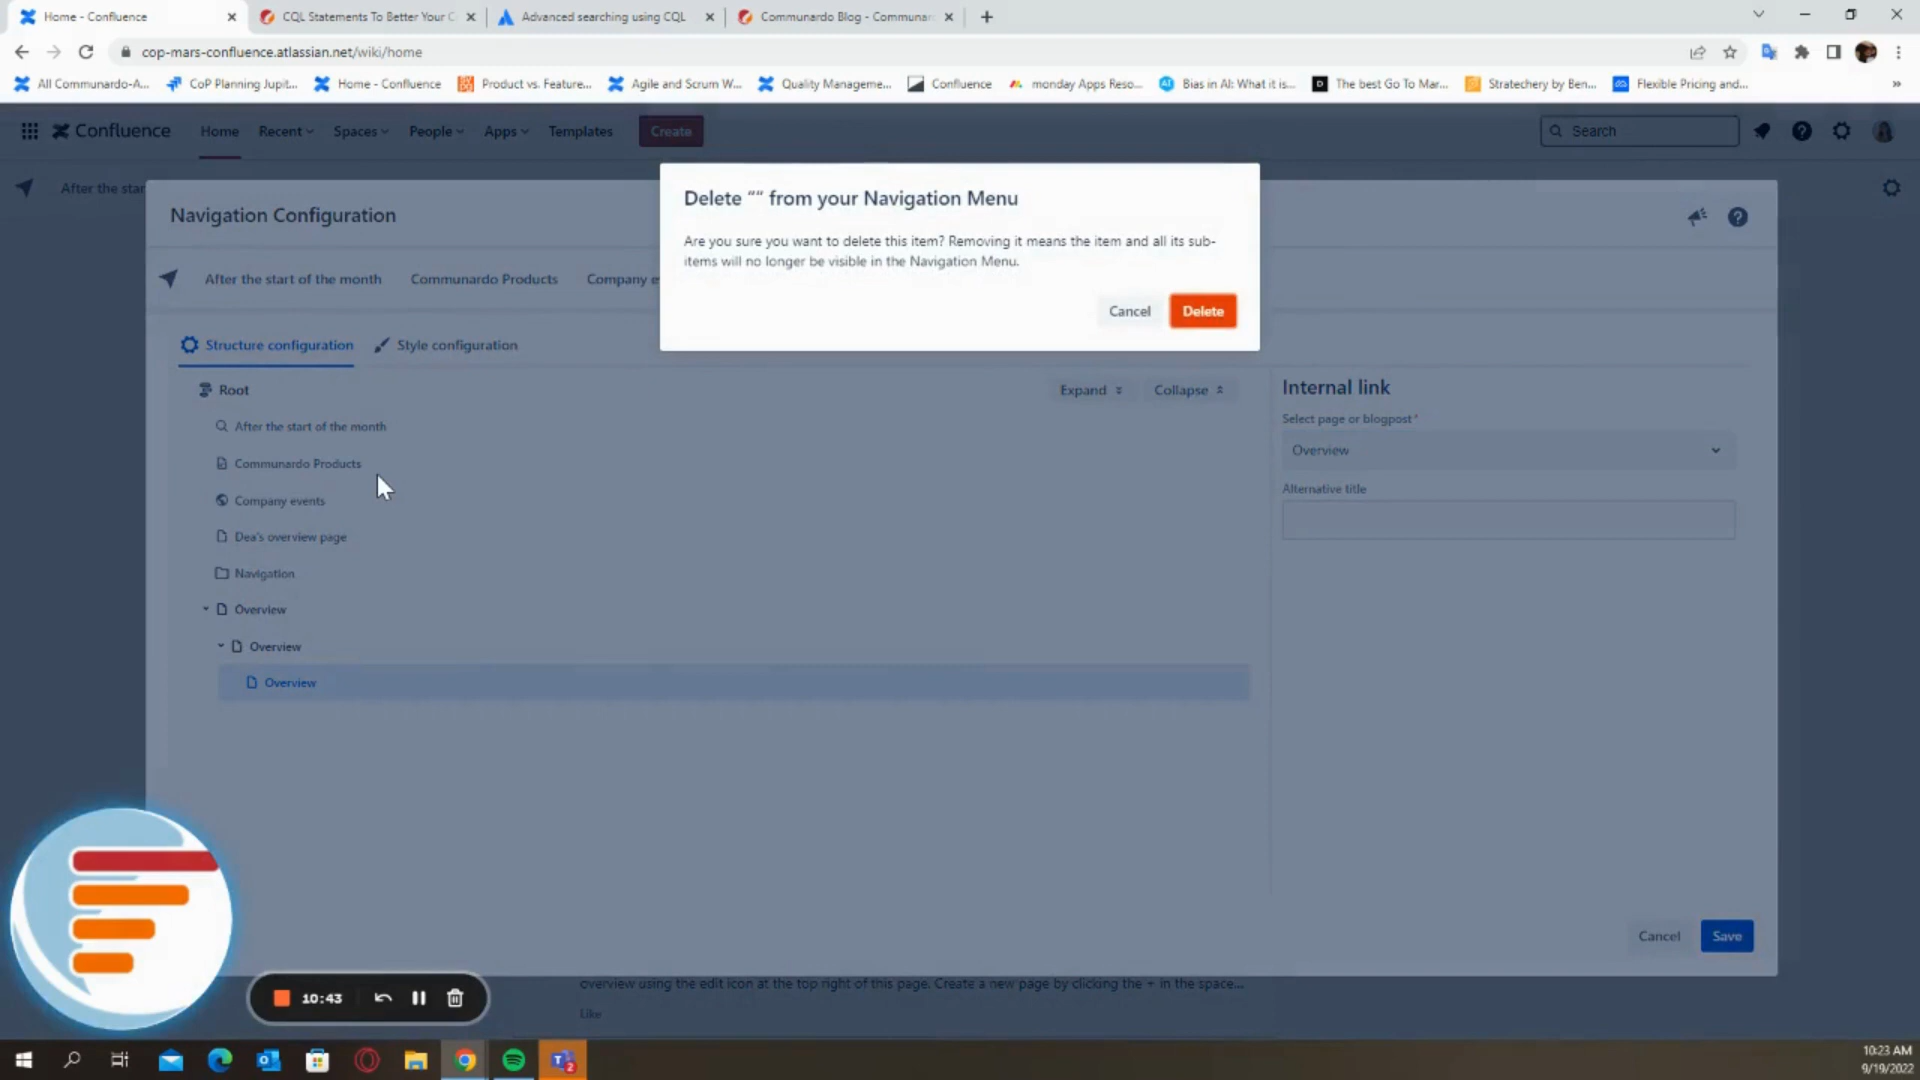 Home - Confluence
CQL Statements To Better Your C
Advanced searching using CQL
Communardo Blog - Communar
cop-mars-confluence.atlassian.net/wiki/home
All Communardo-A...
CoP Planning Jupit...
Home - Confluence
Product vs. Feature...
Agile and Scrum W...
Quality Manageme...
Confluence
monday Apps Reso...
Bias in AI: What it is...
The best Go To Mar...
Stratechery by Ben...
Flexible Pricing and...
Confluence
Home
Recent
Spaces
People
Apps
Templates
Create
Search
After the star
Navigation Configuration
After the start of the month
Communardo Products
Company e
Delete “” from your Navigation Menu
Are you sure you want to delete this item? Removing it means the item and all its sub-
items will no longer be visible in the Navigation Menu.
Cancel
Delete
Structure configuration
Style configuration
Root
Expand
Collapse
After the start of the month
Communardo Products
Company events
Dea's overview page
Navigation
Overview
Overview
Overview
Internal link
Select page or blogpost*
Overview
Alternative title
Cancel
Save
overview using the edit icon at the top right of this page. Create a new page by clicking the + in the space...
Like
10:43
10:23 AM
9/19/2022